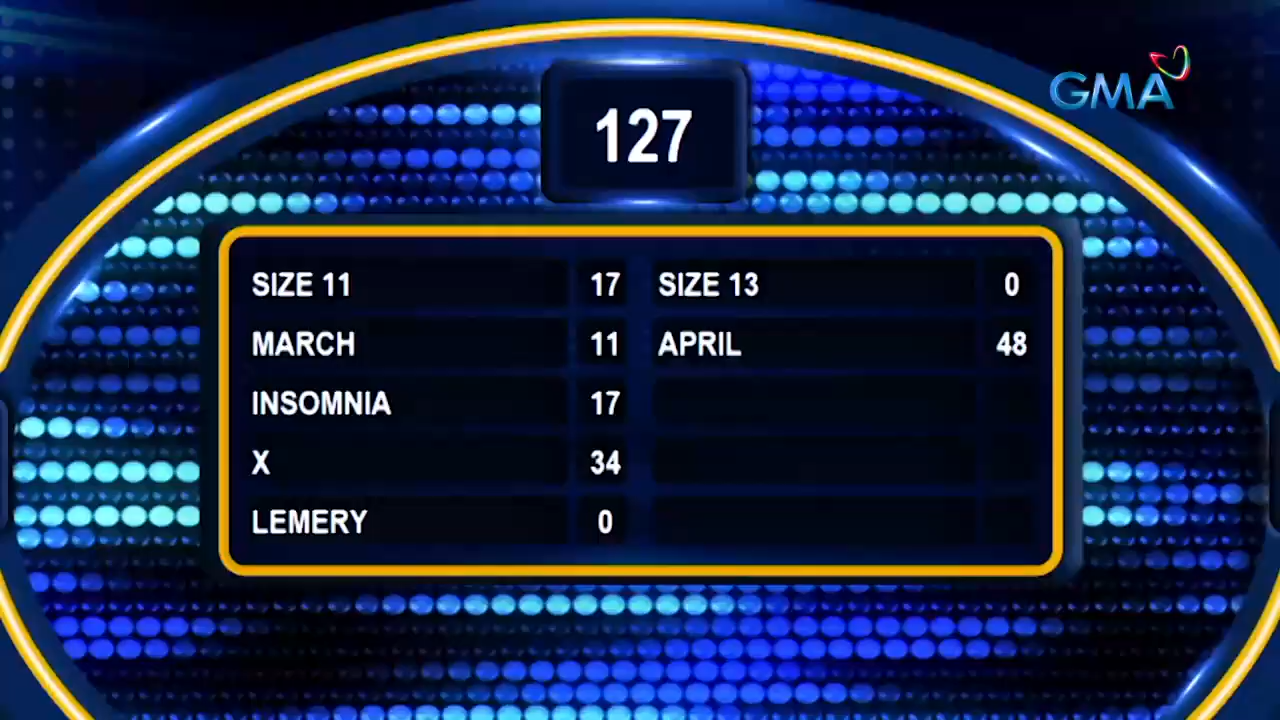 GMA
127
SIZE 11 17 SIZE 13 0
MARCH 11 APRIL 48
INSOMNIA 17
X 34
LEMERY 0